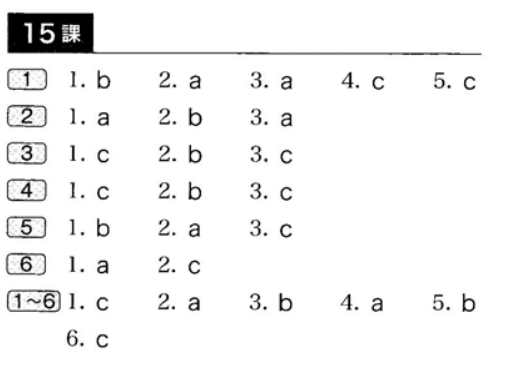 15課
1 1. b 2. a 3. a 4. c 5. c
2 1. a 2. b 3. a
3 1. c 2. b 3. c
4 1. c 2. b 3. c
5 1. b 2. a 3. c
6 1. a 2. c
1~6 1. c 2. a 3. b 4. a 5. b
6. c